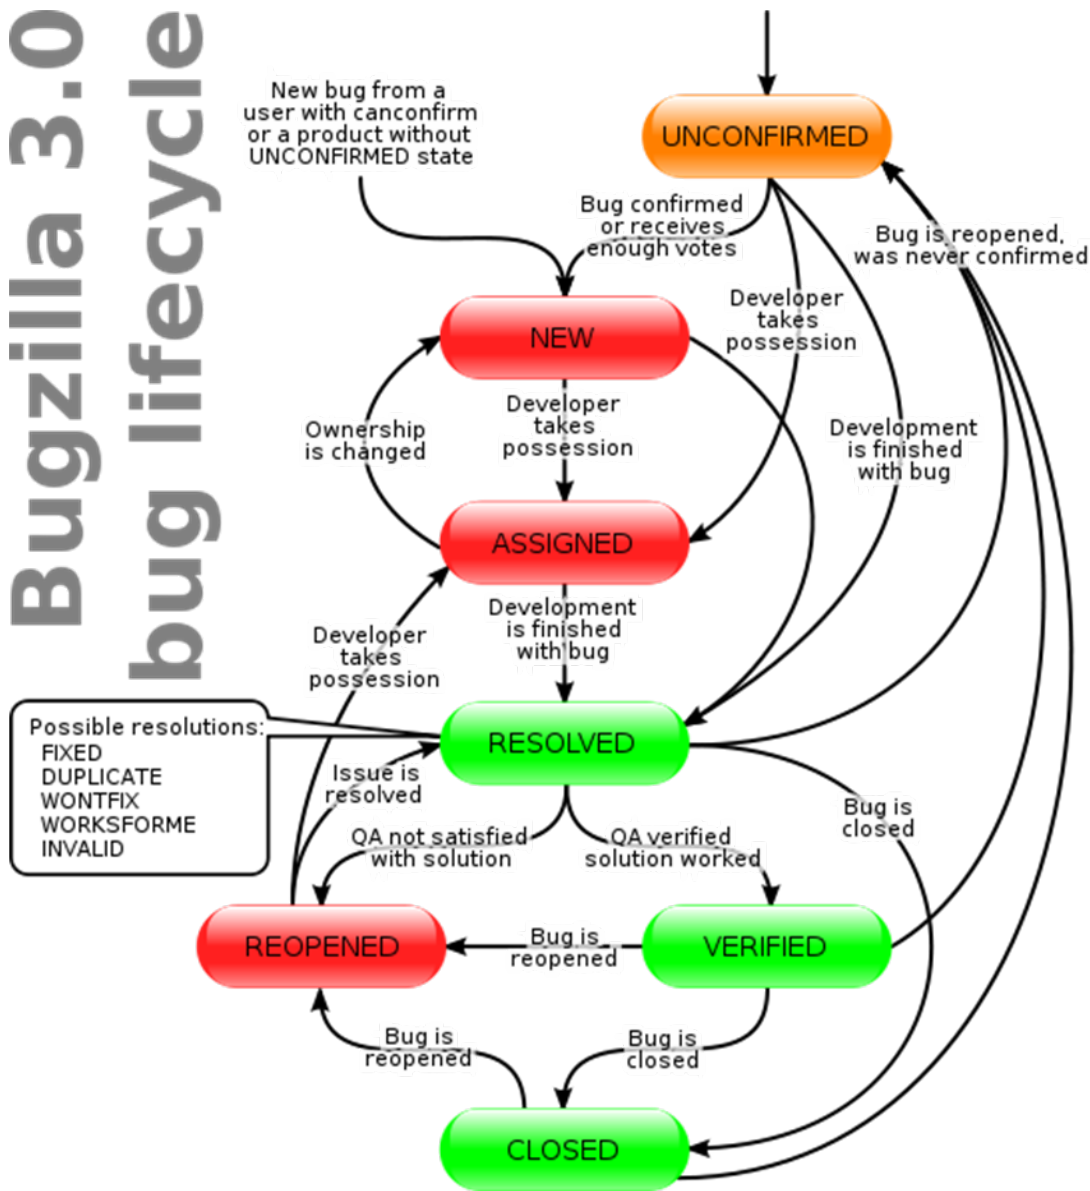 Bugzilla 3.0
bug lifecycle
New bug from a
user with canconfirm
or a product without
UNCONFIRMED state
UNCONFIRMED
Bug confirmed
or receives
enough votes
Bug is reopened,
was never confirmed
Developer
takes
possession
NEW
Ownership
is changed
Developer
takes
possession
Development
is finished
with bug
ASSIGNED
Development
is finished
with bug
Developer
takes
possession
Possible resolutions:
FIXED
DUPLICATE
WONTFIX
WORKSFORME
INVALID
RESOLVED
Issue is
resolved
Bug is
closed
QA not satisfied
with solution
QA verified
solution worked
REOPENED
Bug is
reopened
VERIFIED
Bug is
reopened
Bug is
closed
CLOSED